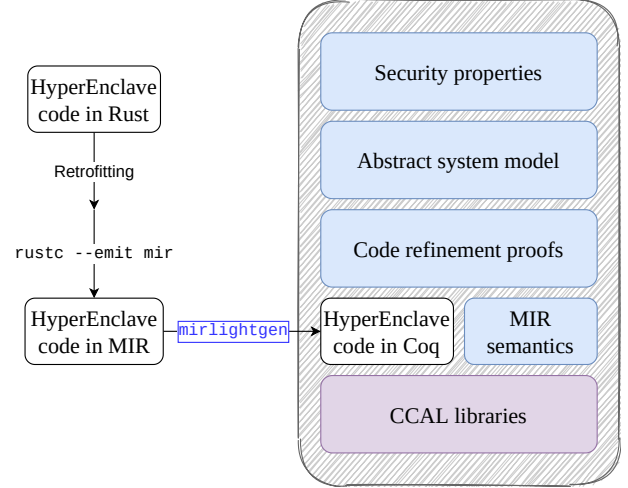 HyperEnclave
code in Rust
Retrofitting
rustc --emit mir
HyperEnclave
code in MIR
mirlightgen
Security properties
Abstract system model
Code refinement proofs
HyperEnclave
code in Coq
MIR
semantics
CCAL libraries